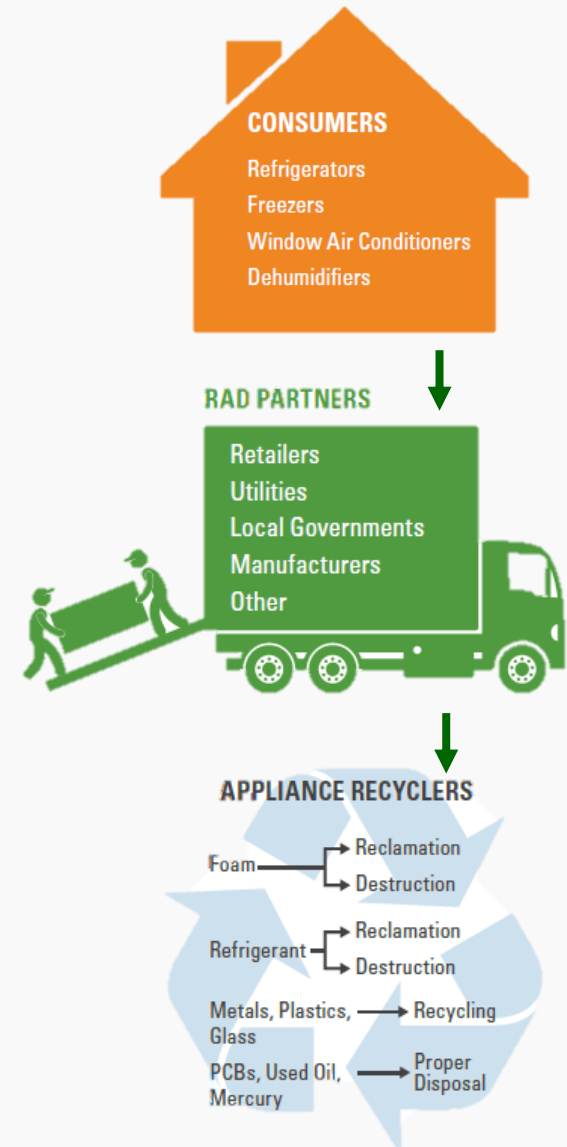 CONSUMERS
Refrigerators
Freezers
Window Air Conditioners
Dehumidifiers
RAD PARTNERS
Retailers
Utilities
Local Governments
Manufacturers
Other
APPLIANCE RECYCLERS
Foam
Reclamation
Destruction
Refrigerant
Reclamation
Destruction
Metals, Plastics,
Glass
Recycling
PCBs, Used Oil,
Mercury
Proper
Disposal